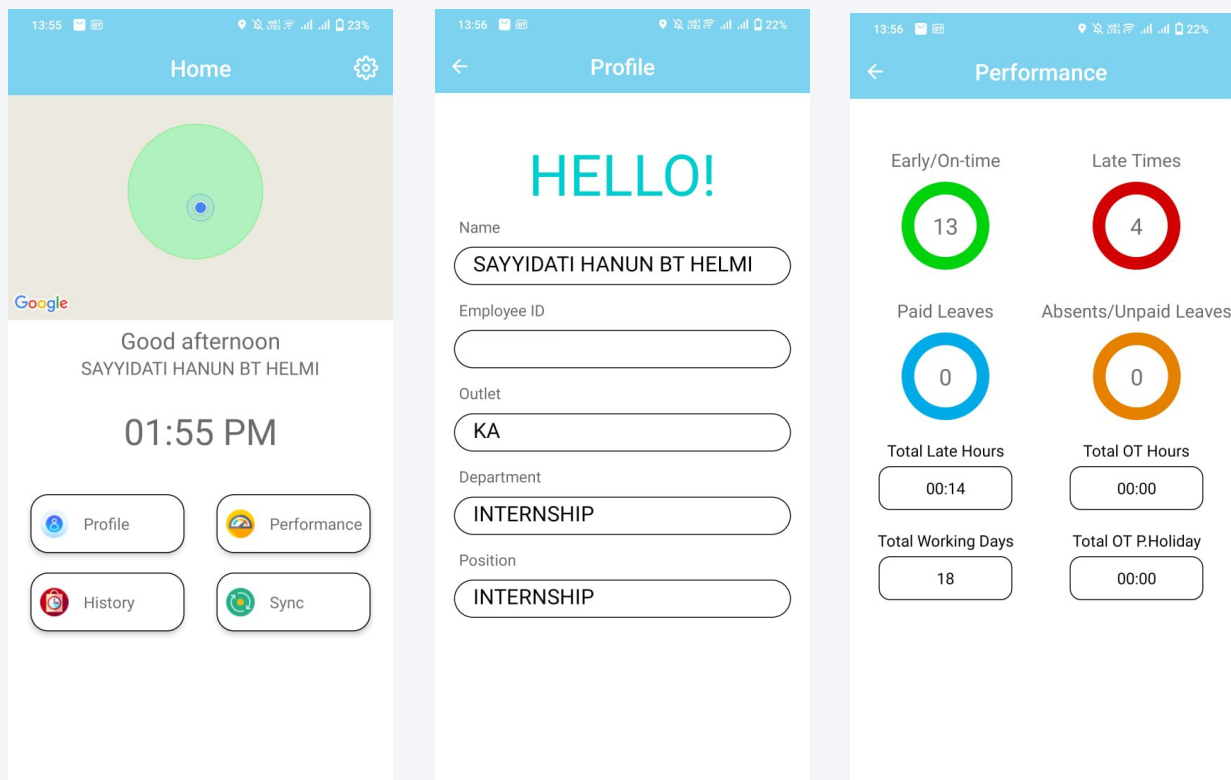 13:55
23%
Home
Google
Good afternoon
SAYYIDATI HANUN BT HELMI
01:55 PM
Profile
Performance
History
Sync
13:56
22%
Profile
HELLO!
Name
SAYYIDATI HANUN BT HELMI
Employee ID
Outlet
KA
Department
INTERNSHIP
Position
INTERNSHIP
13:56
22%
Performance
Early/On-time
Late Times
13
4
Paid Leaves
Absents/Unpaid Leaves
0
0
Total Late Hours
Total OT Hours
00:14
00:00
Total Working Days
Total OT P.Holiday
18
00:00